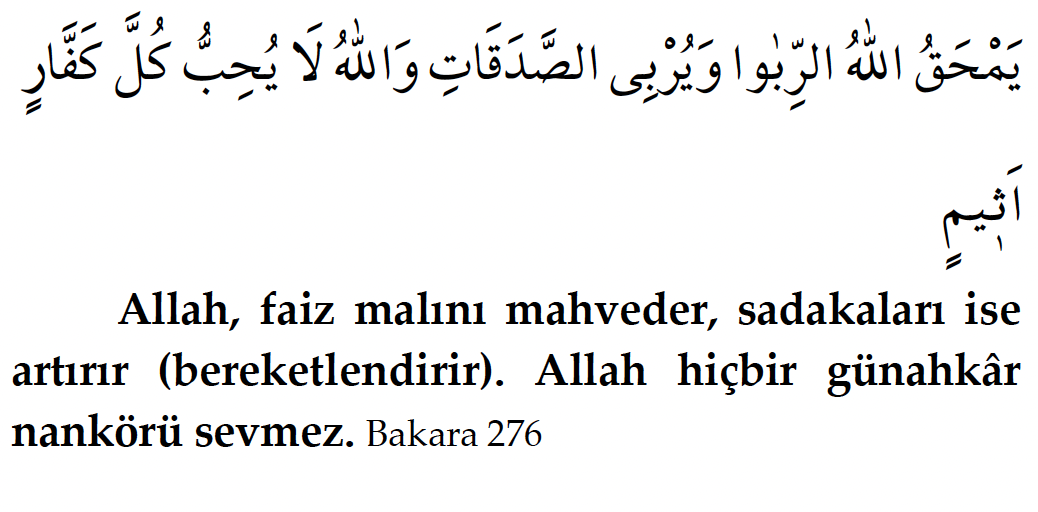 يَمْحَقُ اللّٰهُ الرِّبٰوا وَيُرْبِى الصَّدَقَاتِ وَاللّٰهُ لَا يُحِبُّ كُلَّ كَفَّارٍ
اَثٖيمٍ
Allah, faiz malını mahveder, sadakaları ise
artırır (bereketlendirir). Allah hiçbir günahkâr
nankörü sevmez. Bakara 276